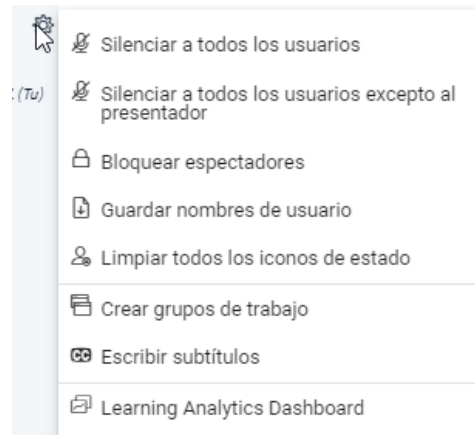 Silenciar a todos los usuarios
(Tu)
Silenciar a todos los usuarios excepto al
presentador
Bloquear espectadores
Guardar nombres de usuario
Limpiar todos los iconos de estado
Crear grupos de trabajo
CC Escribir subtítulos
Learning Analytics Dashboard